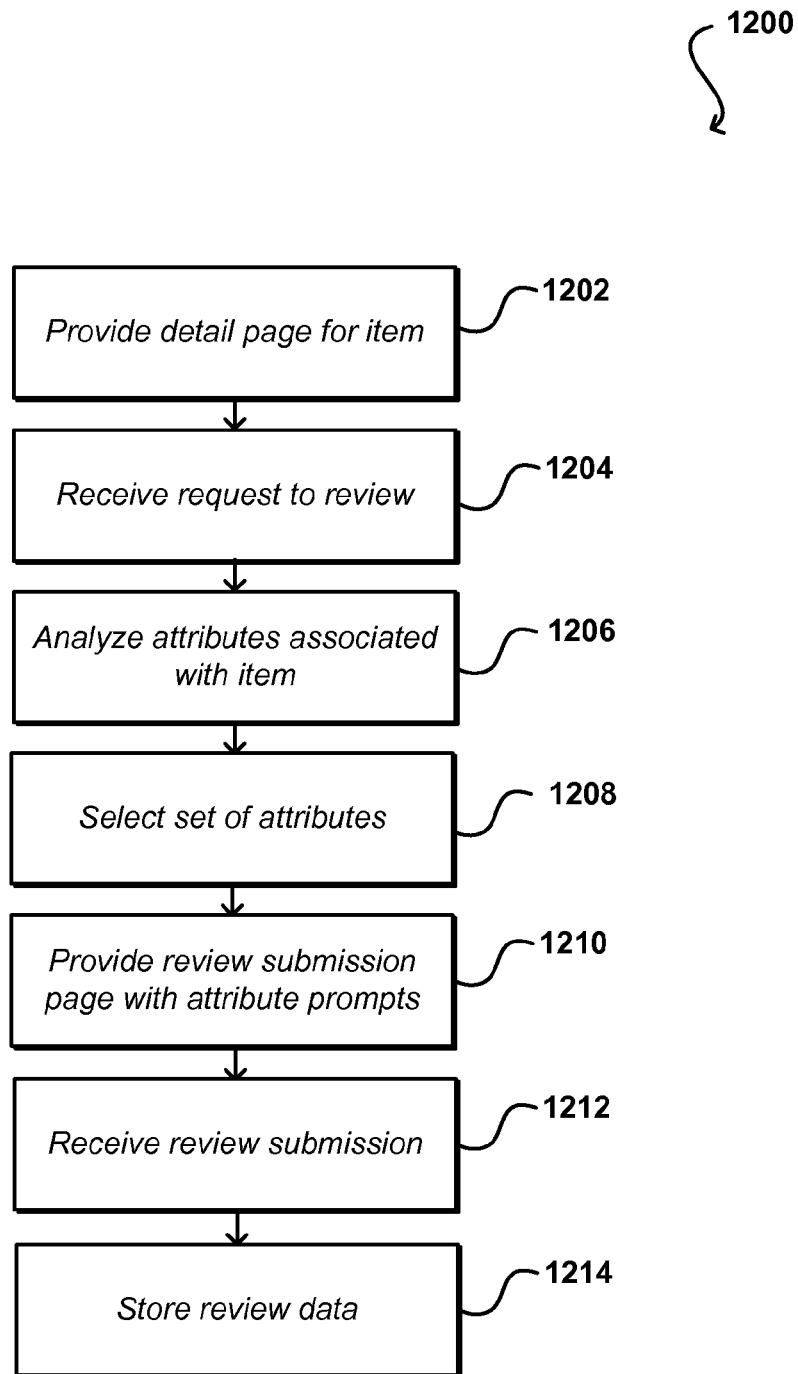 1200
Provide detail page for item
1202
Receive request to review
1204
Analyze attributes associated
with item
1206
Select set of attributes
1208
Provide review submission
page with attribute prompts
1210
Receive review submission
1212
Store review data
1214